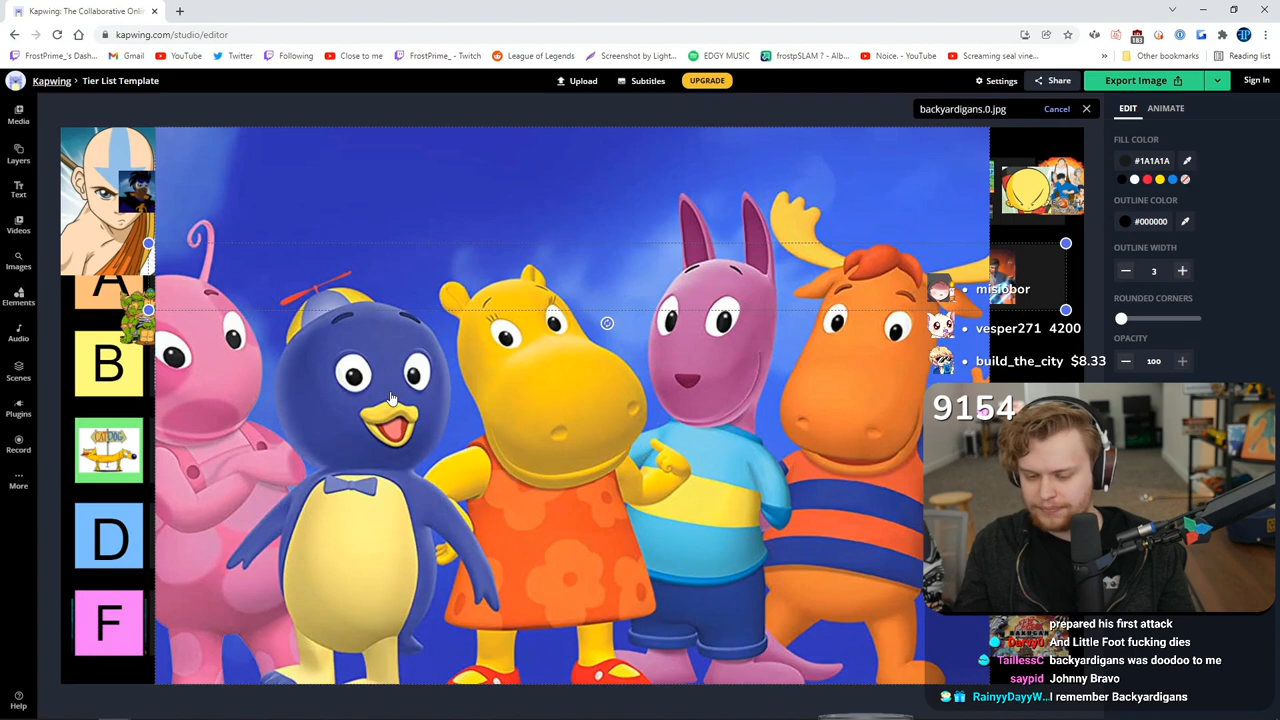 Kapwing: The Collaborative Onli
kapwing.com/studio/editor
183
FrostPrime_'s Dash...
Gmail
YouTube
Twitter
Following
Close to me
FrostPrime_ - Twitch
League of Legends
Screenshot by Light...
EDGY MUSIC
frostpSLAM ? - Alb...
Noice. - YouTube
Screaming seal vine...
»
Other bookmarks
Reading list
Kapwing > Tier List Template
Upload
Subtitles
UPGRADE
Settings
Share
Export Image
Sign In
backyardigans.0.jpg
Cancel
EDIT
ANIMATE
Media
Layers
Text
Videos
Images
Elements
Audio
Scenes
Plugins
Record
More
Help
FILL COLOR
#1A1A1A
OUTLINE COLOR
#000000
OUTLINE WIDTH
3
ROUNDED CORNERS
OPACITY
100
A
B
CATDOG
D
F
• mislobor
• vesper271 4200
• build_the_city $8.33
9154
prepared his first attack
And Little Foot fucking dies
TaillessC backyardigans was doodoo to me
saypid Johnny Bravo
RainyyDayyW... I remember Backyardigans